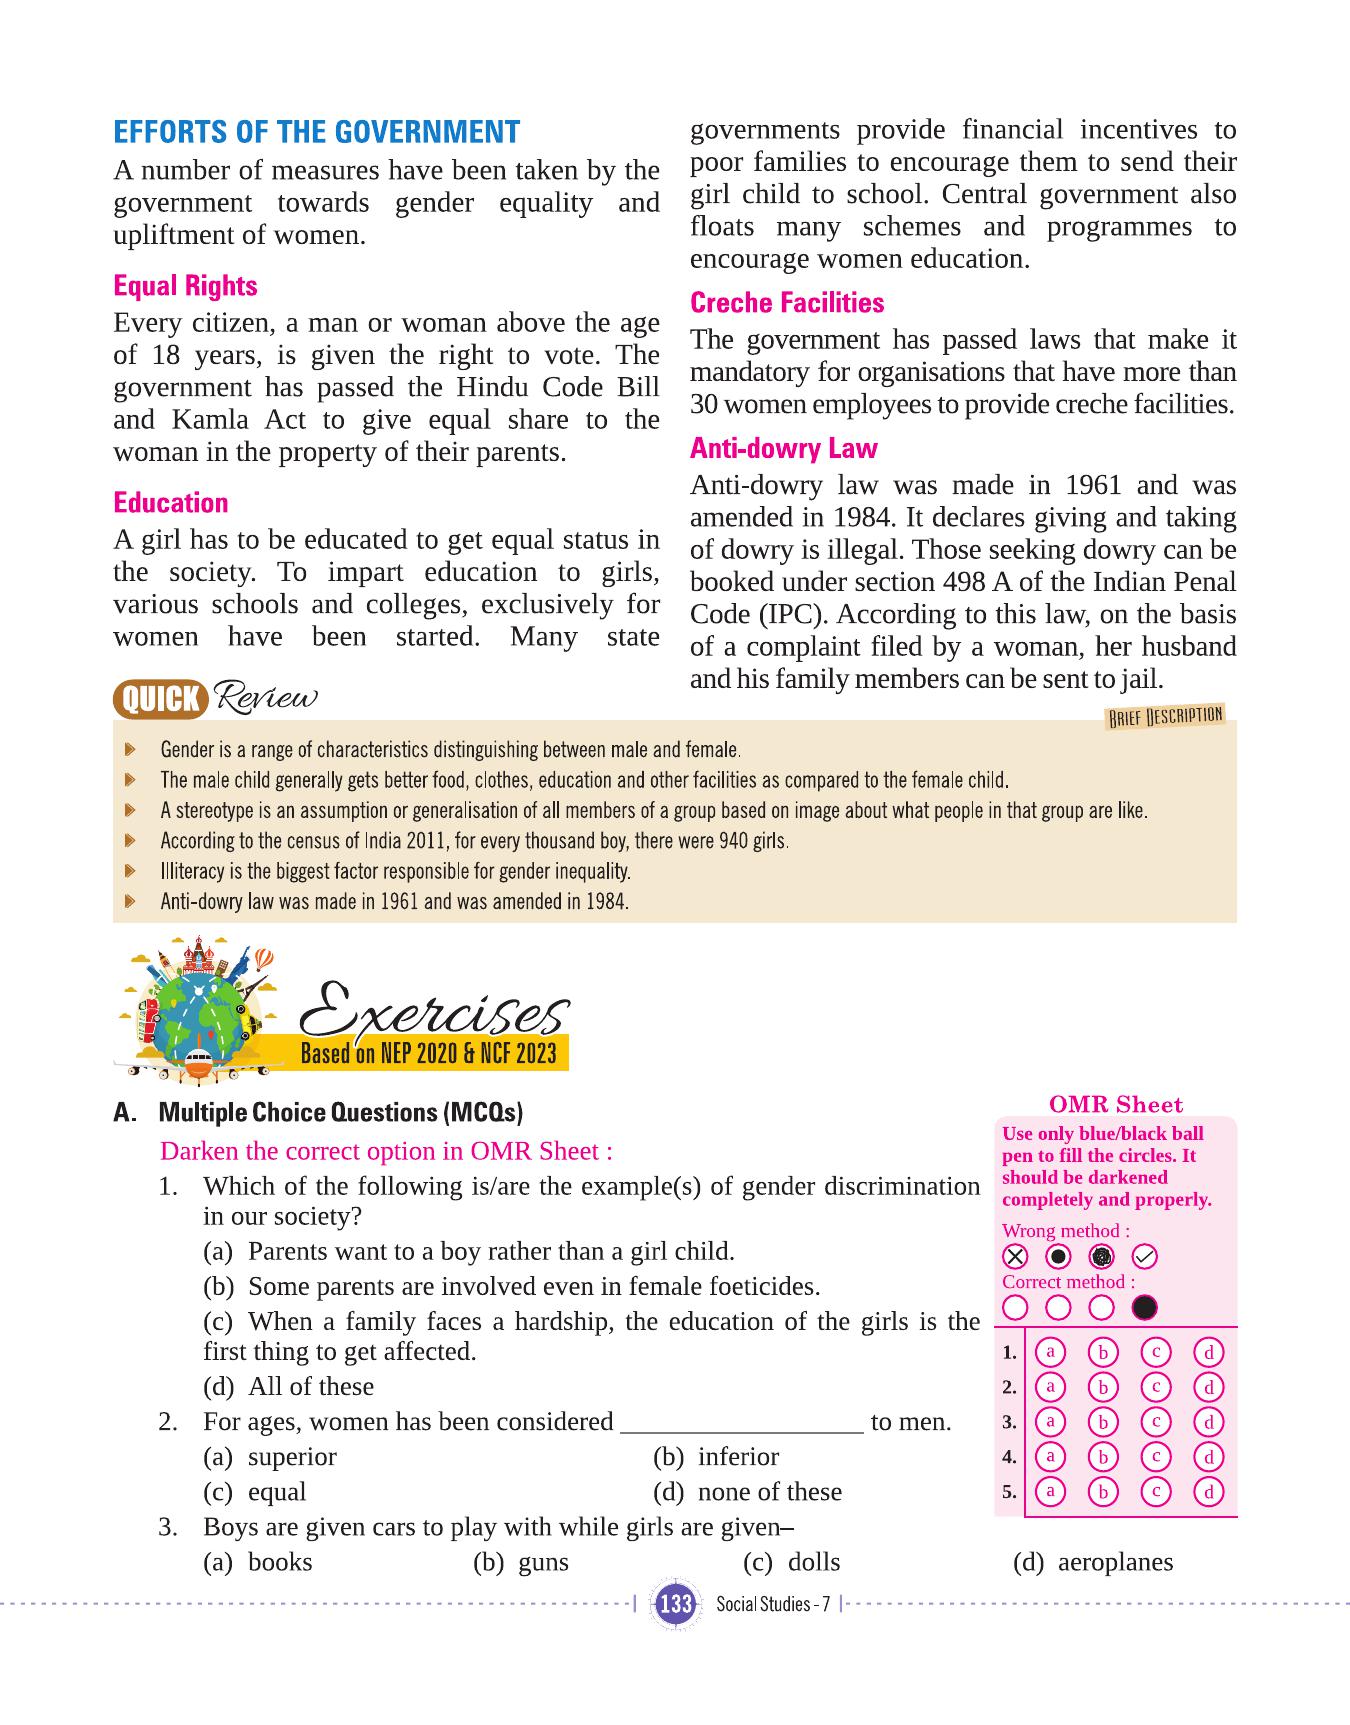 EFFORTS OF THE GOVERNMENT
A number of measures have been taken by the
government towards gender equality and
upliftment of women.
Equal Rights
Every citizen, a man or woman above the age
of 18 years, is given the right to vote. The
government has passed the Hindu Code Bill
and Kamla Act to give equal share to the
woman in the property of their parents.
Education
A girl has to be educated to get equal status in
the society. To impart education to girls,
various schools and colleges, exclusively for
women have been started. Many state
governments provide financial incentives to
poor families to encourage them to send their
girl child to school. Central government also
floats many schemes and programmes to
encourage women education.
Creche Facilities
The government has passed laws that make it
mandatory for organisations that have more than
30 women employees to provide creche facilities.
Anti-dowry Law
Anti-dowry law was made in 1961 and was
amended in 1984. It declares giving and taking
of dowry is illegal. Those seeking dowry can be
booked under section 498 A of the Indian Penal
Code (IPC). According to this law, on the basis
of a complaint filed by a woman, her husband
and his family members can be sent to jail.
QUICK Review
BRIEF DESCRIPTION
Gender is a range of characteristics distinguishing between male and female.
The male child generally gets better food, clothes, education and other facilities as compared to the female child.
A stereotype is an assumption or generalisation of all members of a group based on image about what people in that group are like.
According to the census of India 2011, for every thousand boy, there were 940 girls.
Illiteracy is the biggest factor responsible for gender inequality.
Anti-dowry law was made in 1961 and was amended in 1984.
Exercises
Based on NEP 2020 & NCF 2023
A. Multiple Choice Questions (MCQs)
Darken the correct option in OMR Sheet :
1. Which of the following is/are the example(s) of gender discrimination
in our society?
(a) Parents want to a boy rather than a girl child.
(b) Some parents are involved even in female foeticides.
(c) When a family faces a hardship, the education of the girls is the
first thing to get affected.
(d) All of these
2. For ages, women has been considered __________________ to men.
(a) superior (b) inferior
(c) equal (d) none of these
3. Boys are given cars to play with while girls are given–
(a) books (b) guns (c) dolls (d) aeroplanes
OMR Sheet
Use only blue/black ball
pen to fill the circles. It
should be darkened
completely and properly.
Wrong method :
Correct method :
1. a b c d
2. a b c d
3. a b c d
4. a b c d
5. a b c d
133 Social Studies - 7